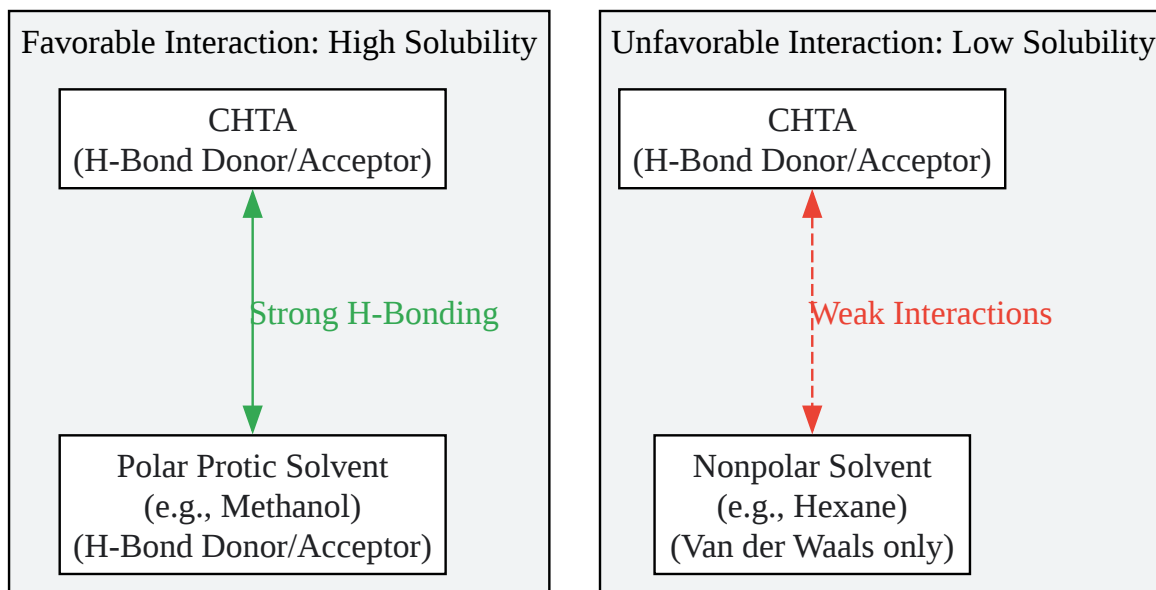 Favorable Interaction: High Solubility
CHTA
(H-Bond Donor/Acceptor)
Strong H-Bonding
Polar Protic Solvent
(e.g., Methanol)
(H-Bond Donor/Acceptor)
Unfavorable Interaction: Low Solubility
CHTA
(H-Bond Donor/Acceptor)
Weak Interactions
Nonpolar Solvent
(e.g., Hexane)
(Van der Waals only)